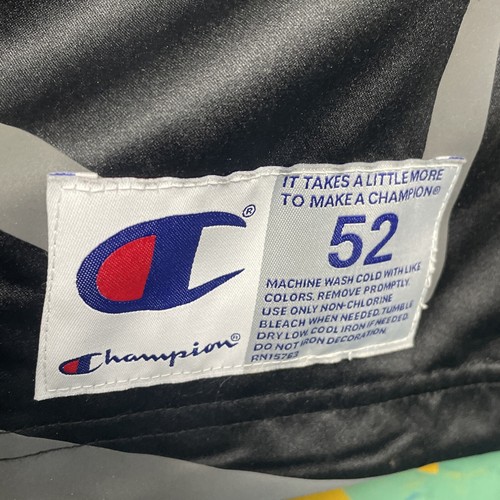 IT TAKES A LITTLE MORE
TO MAKE A CHAMPION®
52
MACHINE WASH COLD WITH LIKE
COLORS. REMOVE PROMPTLY.
USE ONLY NON-CHLORINE
BLEACH WHEN NEEDED. TUMBLE
DRY LOW. COOL IRON IF NEEDED.
DO NOT IRON DECORATION.
RN15763
®
Champion®